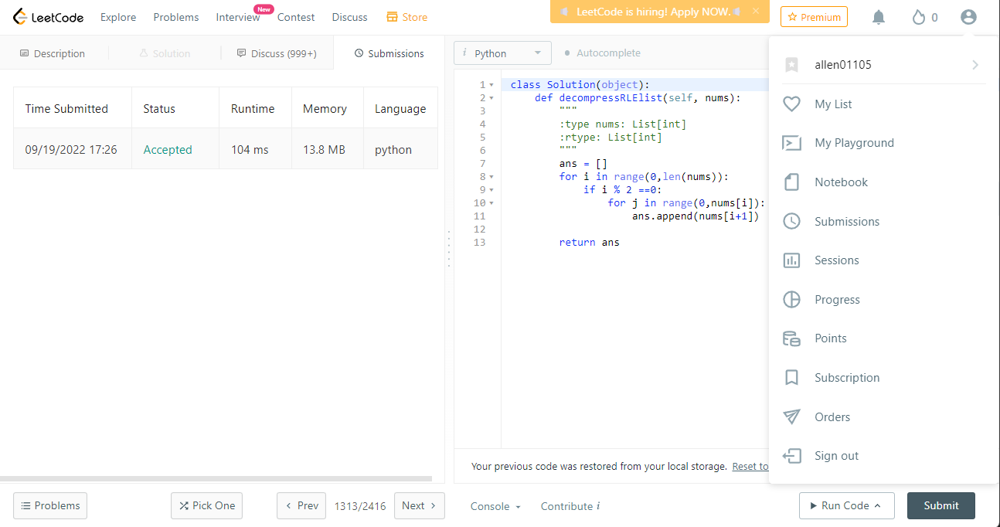 LeetCode
Explore
Problems
Interview
New
Contest
Discuss
Store
LeetCode is hiring! Apply NOW.
×
Premium
0
Description
Solution
Discuss (999+)
Submissions
i Python
Autocomplete
Time Submitted Status Runtime Memory Language
09/19/2022 17:26 Accepted 104 ms 13.8 MB python
1 class Solution(object):
2 def decompressRLElist(self, nums):
3 """
4 :type nums: List[int]
5 :rtype: List[int]
6 """
7 ans = []
8 for i in range(0,len(nums)):
9 if i % 2 ==0:
10 for j in range(0,nums[i]):
11 ans.append(nums[i+1])
12
13 return ans
Your previous code was restored from your local storage. Reset to
allen01105
My List
My Playground
Notebook
Submissions
Sessions
Progress
Points
Subscription
Orders
Sign out
Problems
Pick One
Prev
1313/2416
Next
Console
Contribute i
Run Code
Submit